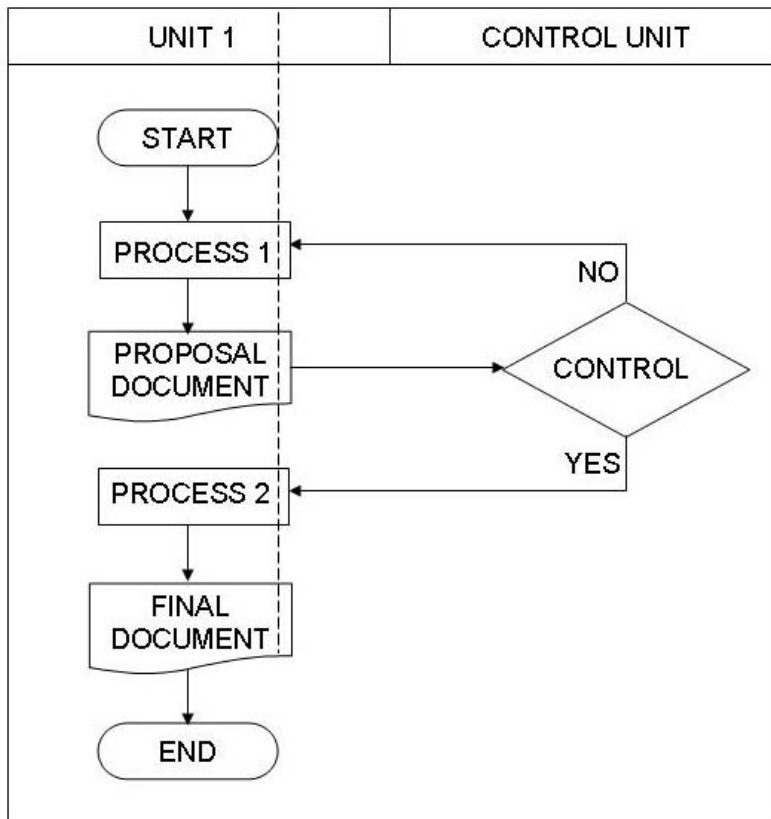 UNIT 1
CONTROL UNIT
START
PROCESS 1
NO
PROPOSAL
DOCUMENT
CONTROL
YES
PROCESS 2
FINAL
DOCUMENT
END